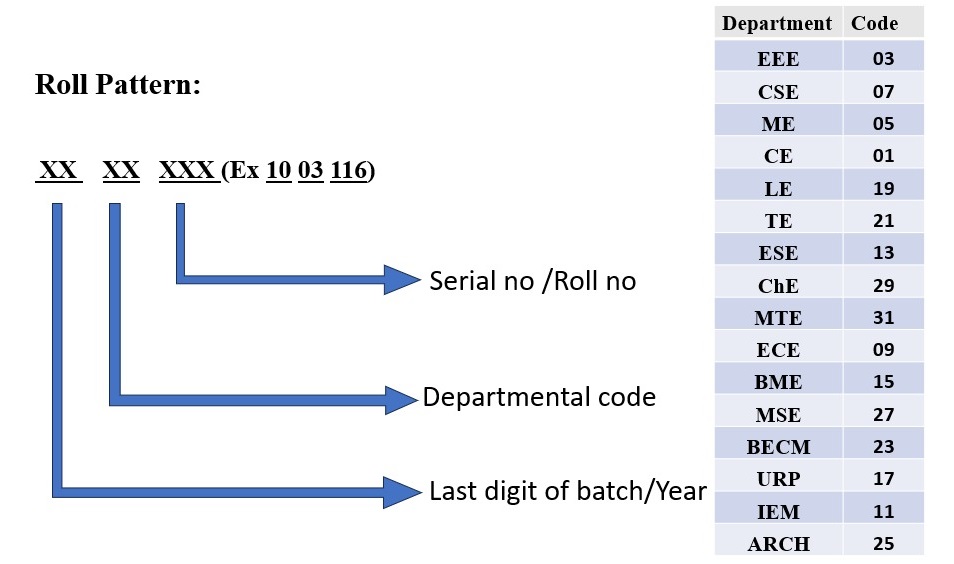 Roll Pattern:
XX XX XXX (Ex 10 03 116)
Serial no /Roll no
Departmental code
Last digit of batch/Year
Department Code
EEE 03
CSE 07
ME 05
CE 01
LE 19
TE 21
ESE 13
ChE 29
MTE 31
ECE 09
BME 15
MSE 27
BECM 23
URP 17
IEM 11
ARCH 25